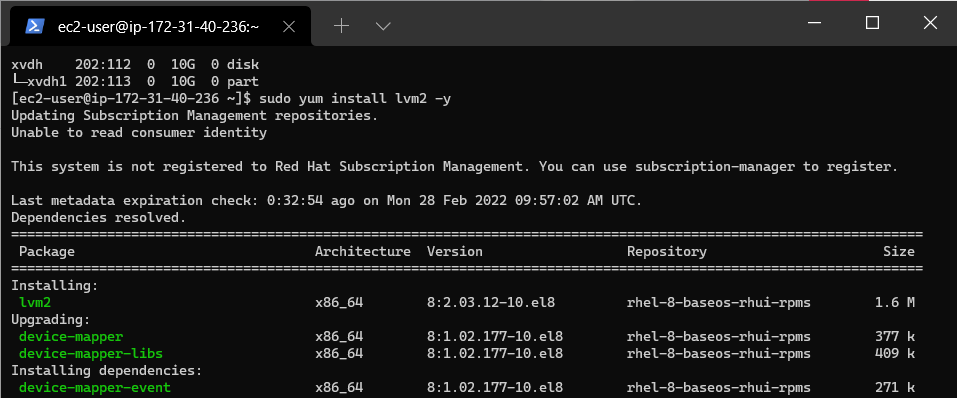 ec2-user@ip-172-31-40-236:~
xvdh    202:112  0  10G  0 disk
└─xvdh1 202:113  0  10G  0 part
[ec2-user@ip-172-31-40-236 ~]$ sudo yum install lvm2 -y
Updating Subscription Management repositories.
Unable to read consumer identity
This system is not registered to Red Hat Subscription Management. You can use subscription-manager to register.
Last metadata expiration check: 0:32:54 ago on Mon 28 Feb 2022 09:57:02 AM UTC.
Dependencies resolved.
================================================================================================================
Package    Architecture    Version    Repository    Size
================================================================================================================
Installing:
lvm2    x86_64    8:2.03.12-10.el8    rhel-8-baseos-rhui-rpms    1.6 M
Upgrading:
device-mapper    x86_64    8:1.02.177-10.el8    rhel-8-baseos-rhui-rpms    377 k
device-mapper-libs    x86_64    8:1.02.177-10.el8    rhel-8-baseos-rhui-rpms    409 k
Installing dependencies:
device-mapper-event    x86_64    8:1.02.177-10.el8    rhel-8-baseos-rhui-rpms    271 k